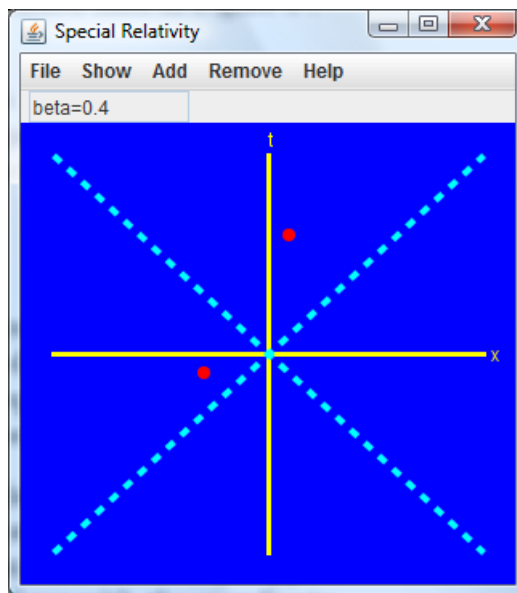 Special Relativity
File Show Add Remove Help
beta=0.4
t
x